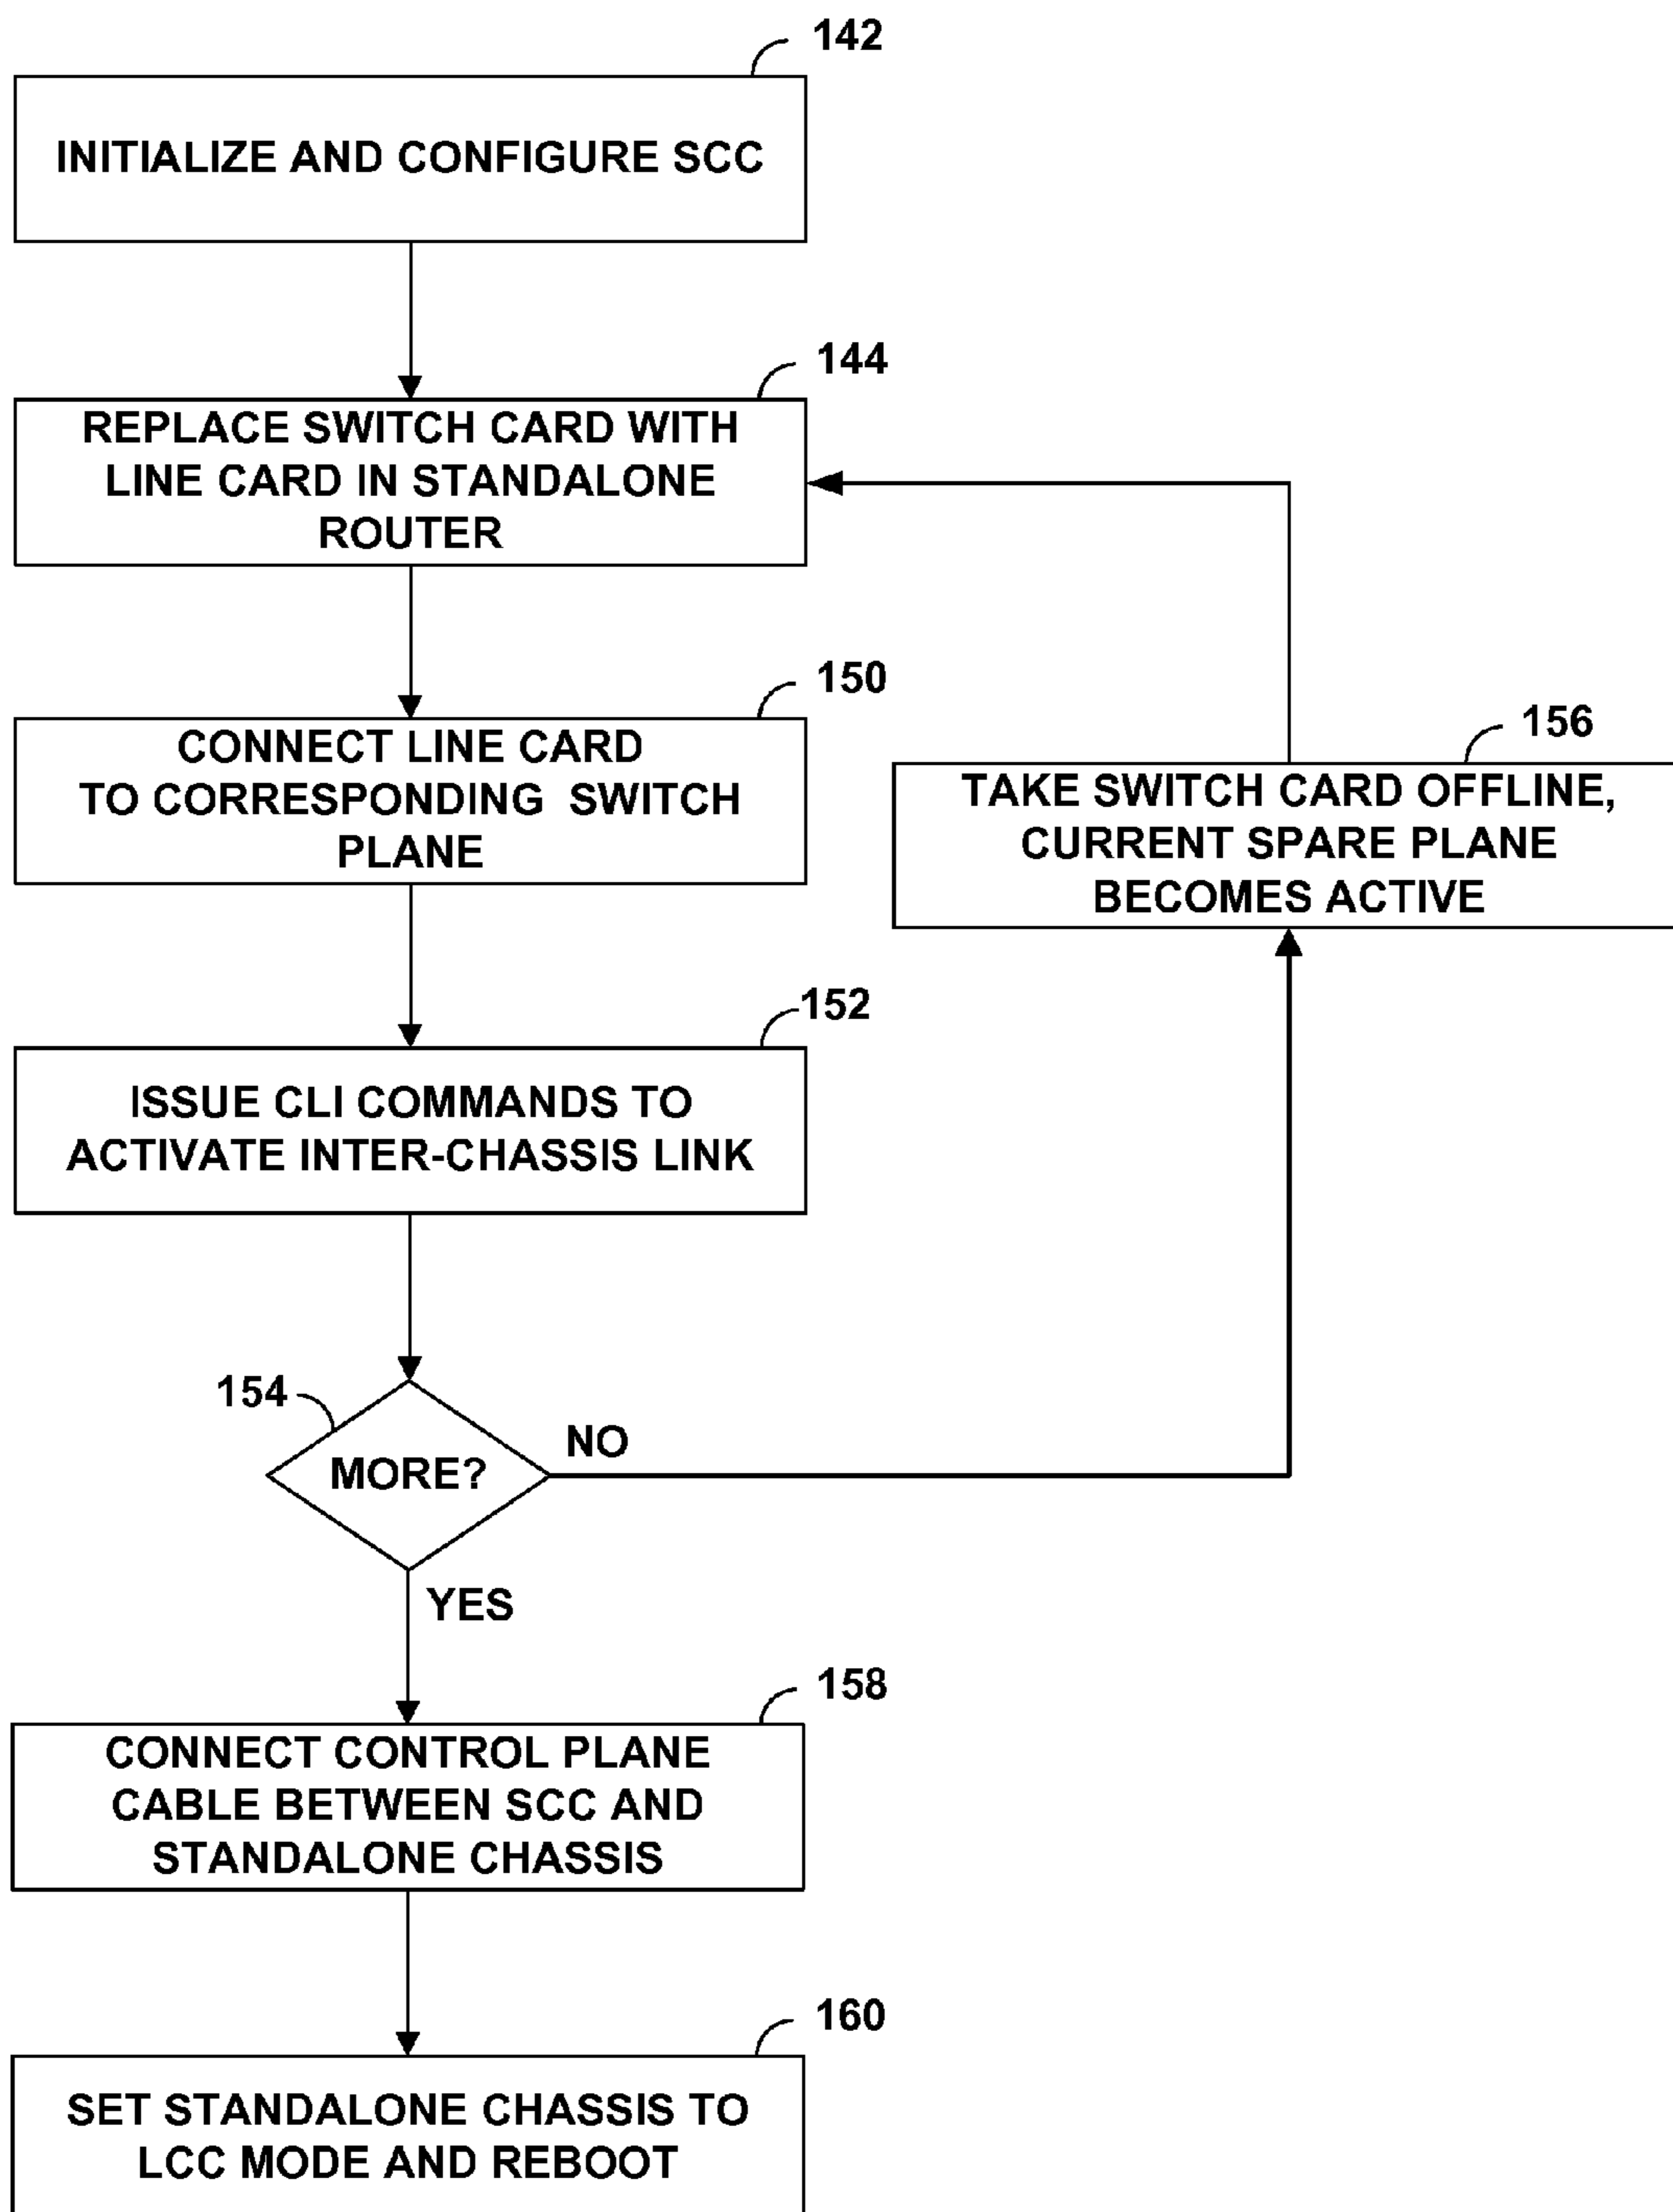 142
INITIALIZE AND CONFIGURE SCC
144
REPLACE SWITCH CARD WITH
LINE CARD IN STANDALONE
ROUTER
150
CONNECT LINE CARD
TO CORRESPONDING SWITCH
PLANE
156
TAKE SWITCH CARD OFFLINE,
CURRENT SPARE PLANE
BECOMES ACTIVE
152
ISSUE CLI COMMANDS TO
ACTIVATE INTER-CHASSIS LINK
154
MORE?
NO
YES
158
CONNECT CONTROL PLANE
CABLE BETWEEN SCC AND
STANDALONE CHASSIS
160
SET STANDALONE CHASSIS TO
LCC MODE AND REBOOT